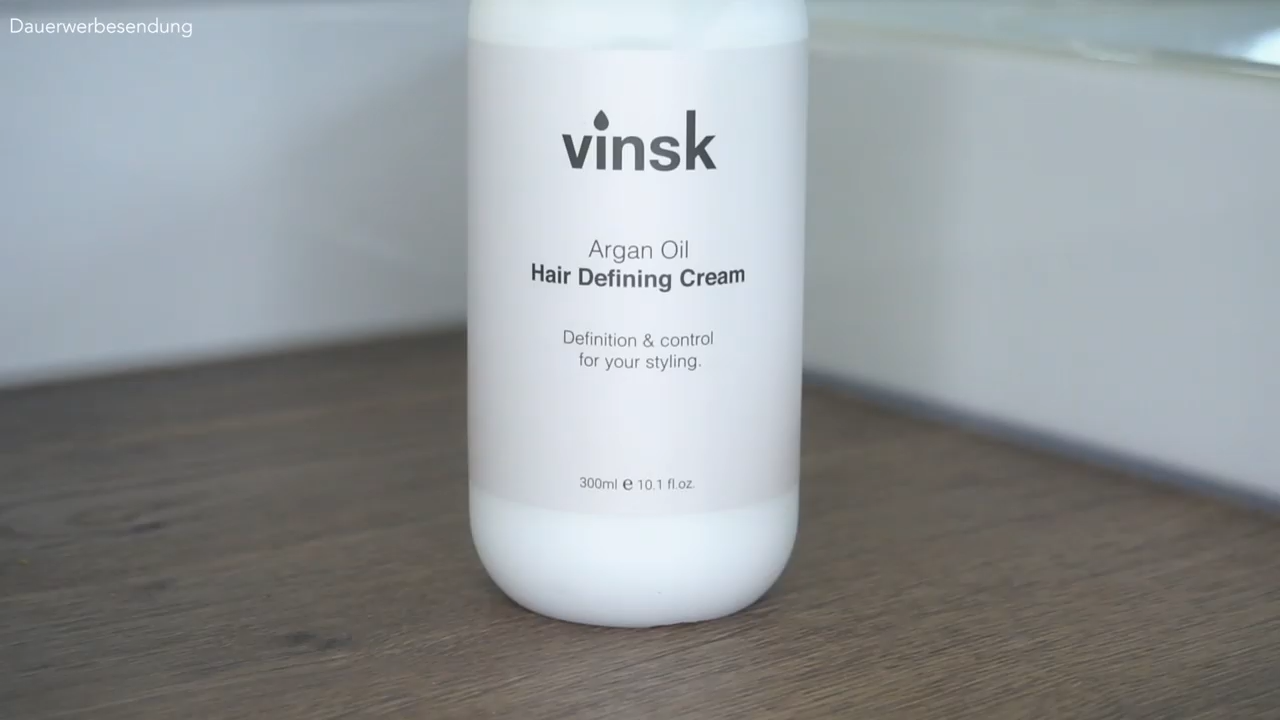 Dauerwerbesendung
vinsk
Argan Oil
Hair Defining Cream
Definition & control
for your styling.
300ml e 10.1 fl.oz.